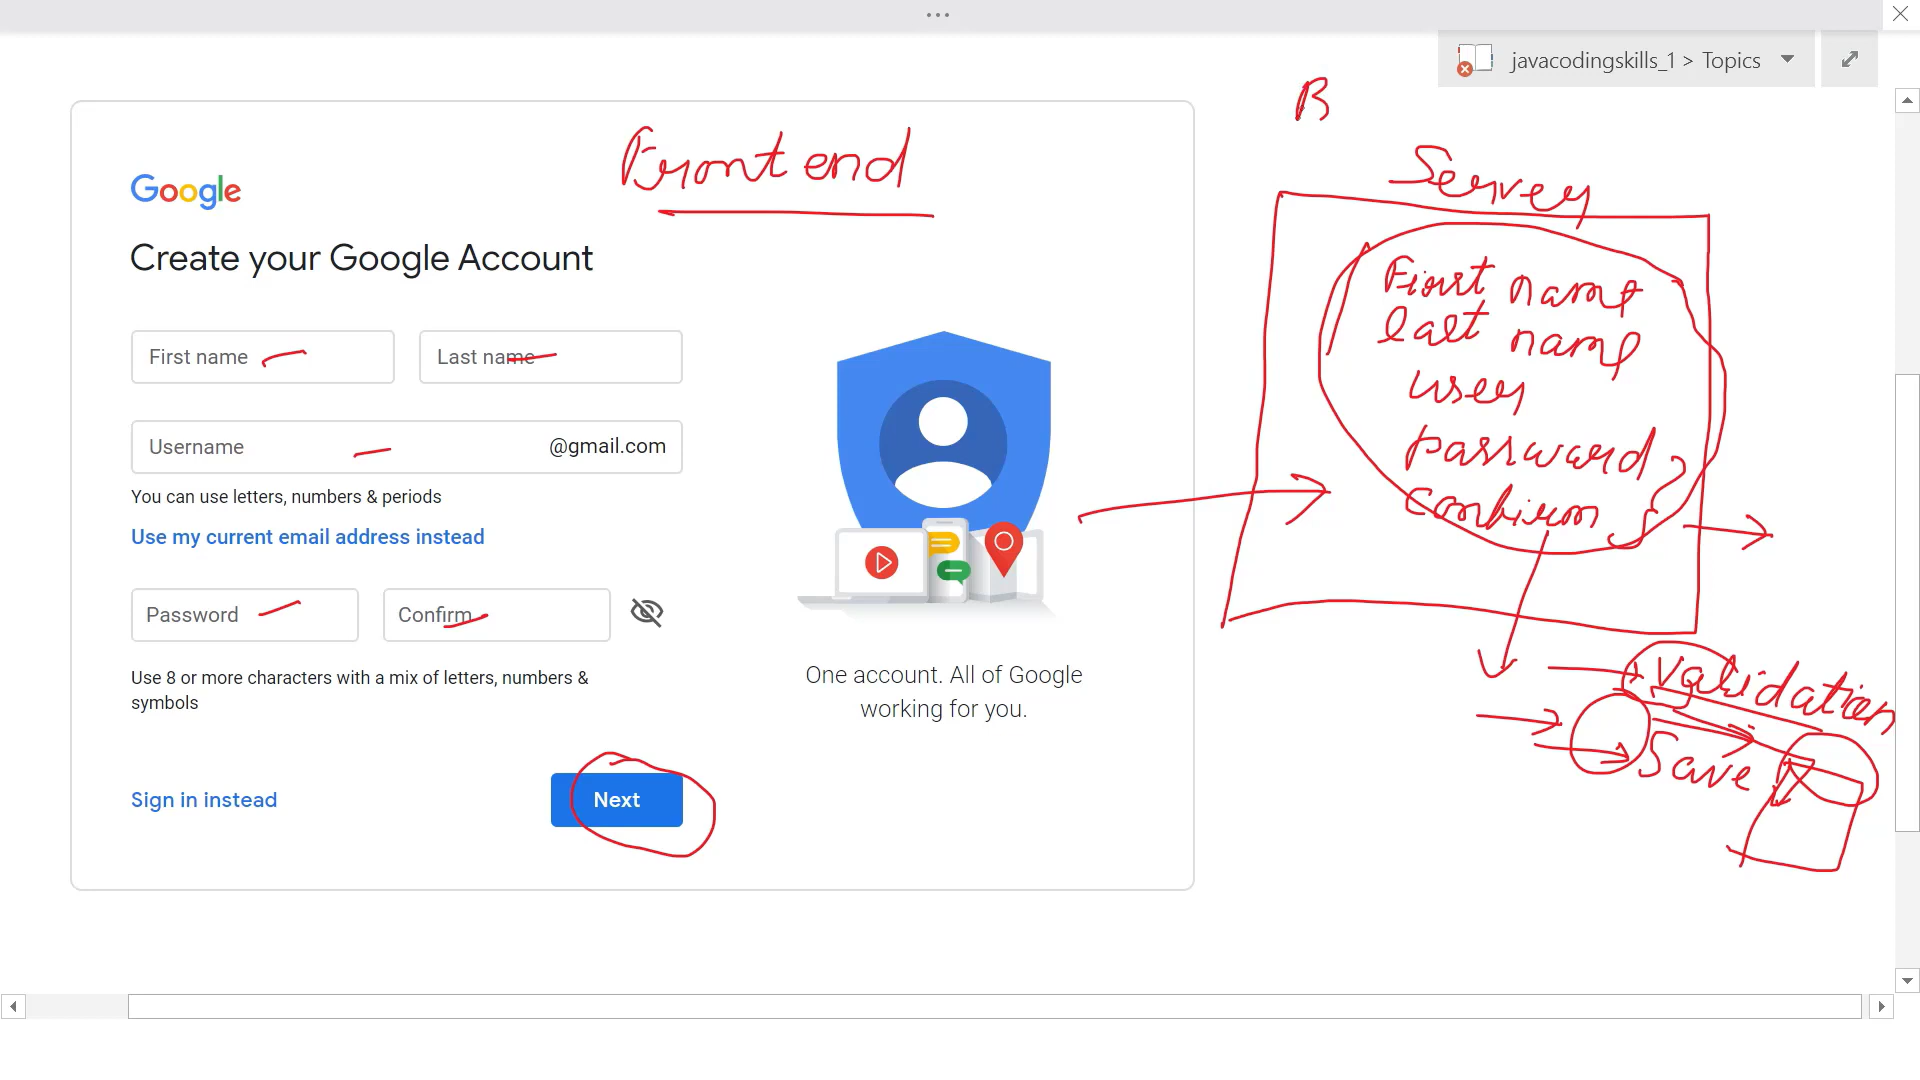 javacodingskills_1 > Topics
B
Front end
Server
Google
Create your Google Account
First name
Last name
Username
@gmail.com
You can use letters, numbers & periods
Use my current email address instead
Password
Confirm
Use 8 or more characters with a mix of letters, numbers &
symbols
Sign in instead
Next
One account. All of Google
working for you.
First name
last name
user
password
confirm
Validation
Save